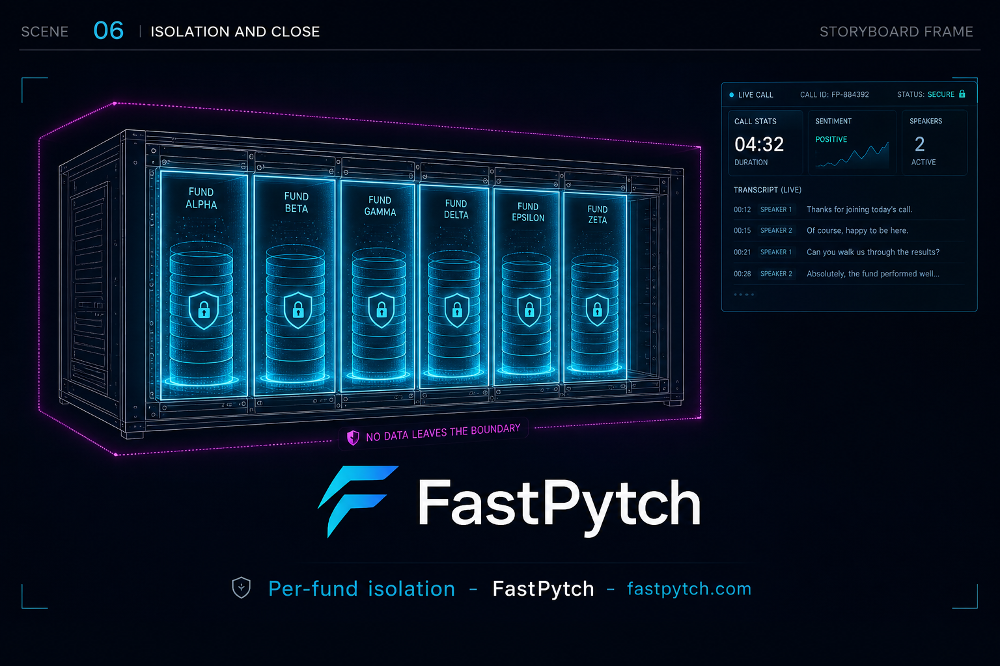 SCENE 06 | ISOLATION AND CLOSE
STORYBOARD FRAME
FUND
ALPHA
FUND
BETA
FUND
GAMMA
FUND
DELTA
FUND
EPSILON
FUND
ZETA
NO DATA LEAVES THE BOUNDARY
LIVE CALL
CALL ID: FP-884392
STATUS: SECURE
CALL STATS
04:32
DURATION
SENTIMENT
POSITIVE
SPEAKERS
2
ACTIVE
TRANSCRIPT (LIVE)
00:12 SPEAKER 1 Thanks for joining today's call.
00:15 SPEAKER 2 Of course, happy to be here.
00:21 SPEAKER 1 Can you walk us through the results?
00:28 SPEAKER 2 Absolutely, the fund performed well...
FastPytch
Per-fund isolation – FastPytch – fastpytch.com